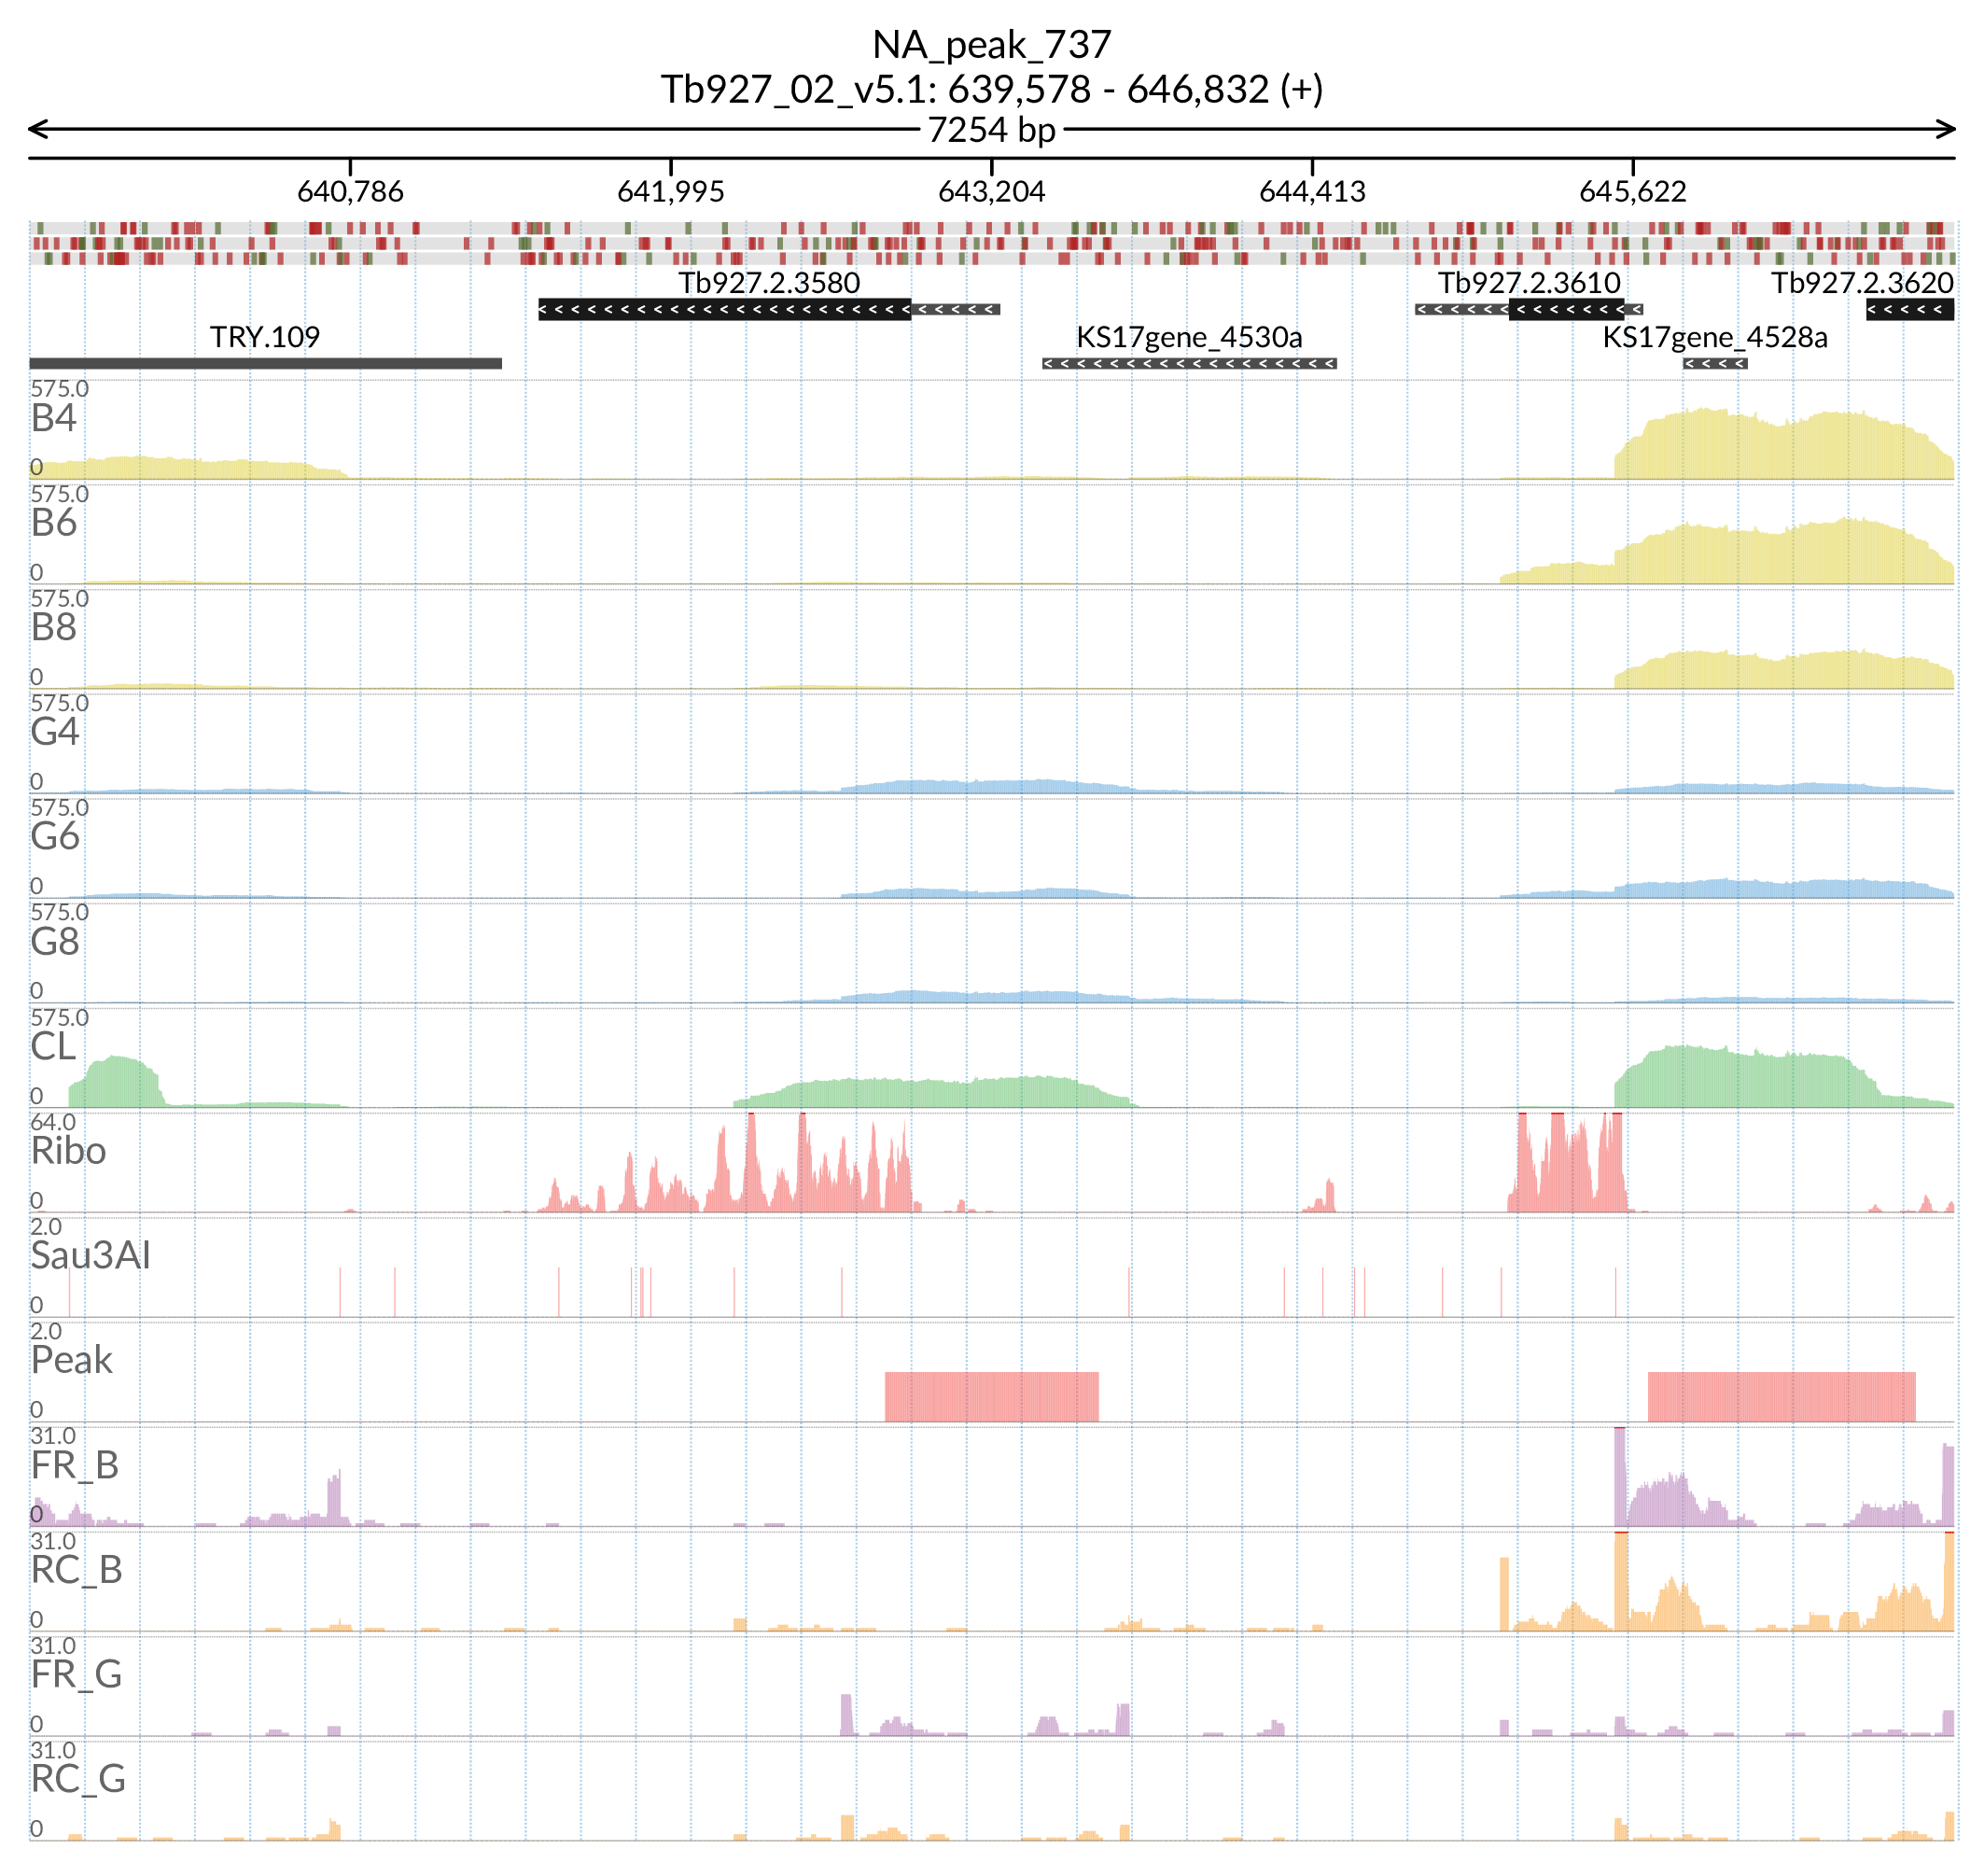 NA_peak_737
Tb927_02_v5.1: 639,578 - 646,832 (+)
7254 bp
640,786 641,995 643,204 644,413 645,622
Tb927.2.3580 Tb927.2.3610 Tb927.2.3620
TRY.109 KS17gene_4530a KS17gene_4528a
575.0
B4
0
575.0
B6
0
575.0
B8
0
575.0
G4
0
575.0
G6
0
575.0
G8
0
575.0
CL
0
64.0
Ribo
0
2.0
Sau3AI
0
2.0
Peak
0
31.0
FR_B
0
31.0
RC_B
0
31.0
FR_G
0
31.0
RC_G
0